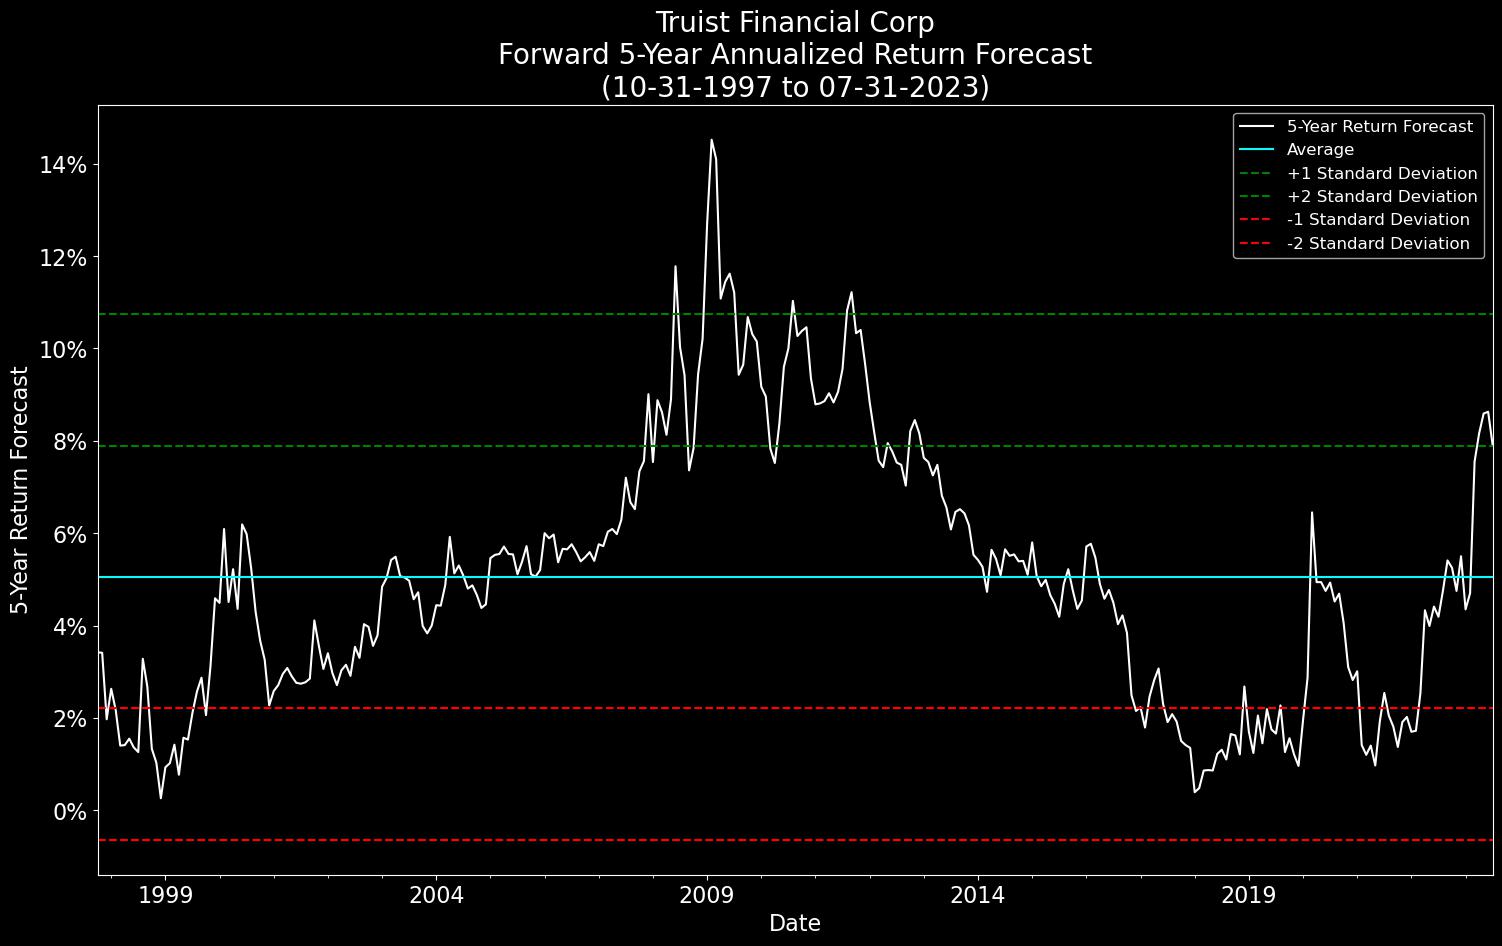 Truist Financial Corp
Forward 5-Year Annualized Return Forecast
(10-31-1997 to 07-31-2023)
5-Year Return Forecast
Average
+1 Standard Deviation
+2 Standard Deviation
-1 Standard Deviation
-2 Standard Deviation
5-Year Return Forecast
14%
12%
10%
8%
6%
4%
2%
0%
1999 2004 2009 2014 2019
Date